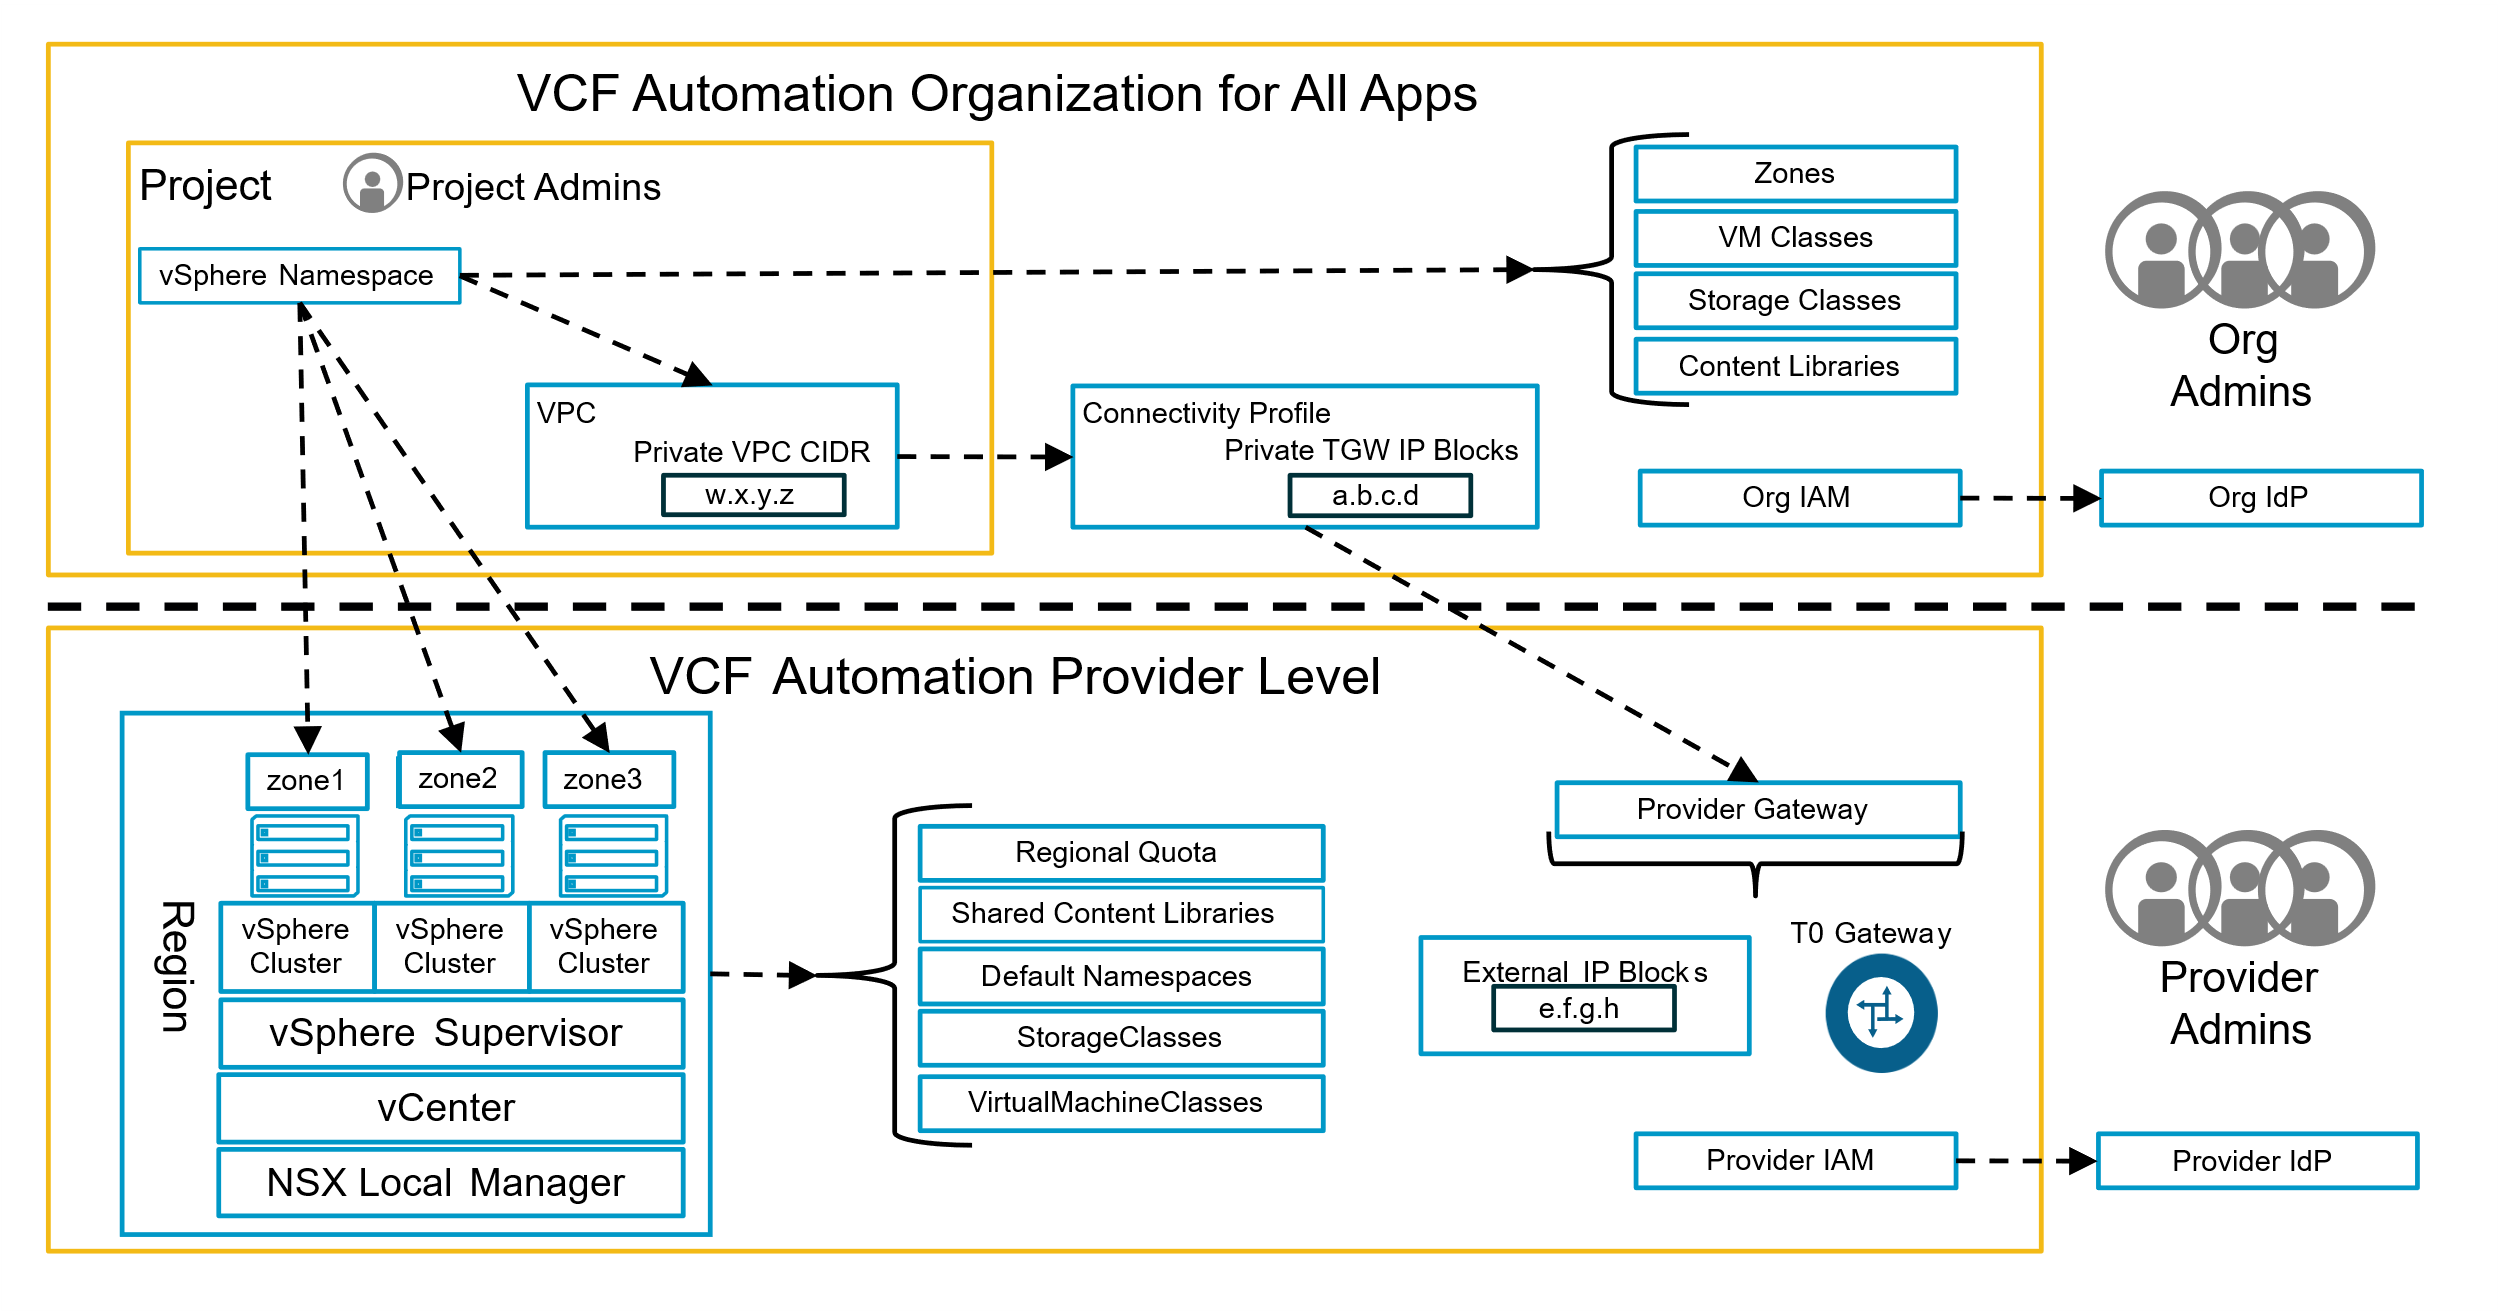 VCF Automation Organization for All Apps
Project
Project Admins
vSphere Namespace
VPC
Private VPC CIDR
w.x.y.z
Connectivity Profile
Private TGW IP Blocks
a.b.c.d
Zones
VM Classes
Storage Classes
Content Libraries
Org IAM
Org
Admins
Org IdP
VCF Automation Provider Level
Region
zone1
zone2
zone3
vSphere
Cluster
vSphere
Cluster
vSphere
Cluster
vSphere Supervisor
vCenter
NSX Local Manager
Regional Quota
Shared Content Libraries
Default Namespaces
StorageClasses
VirtualMachineClasses
Provider Gateway
External IP Blocks
e.f.g.h
T0 Gateway
Provider IAM
Provider
Admins
Provider IdP